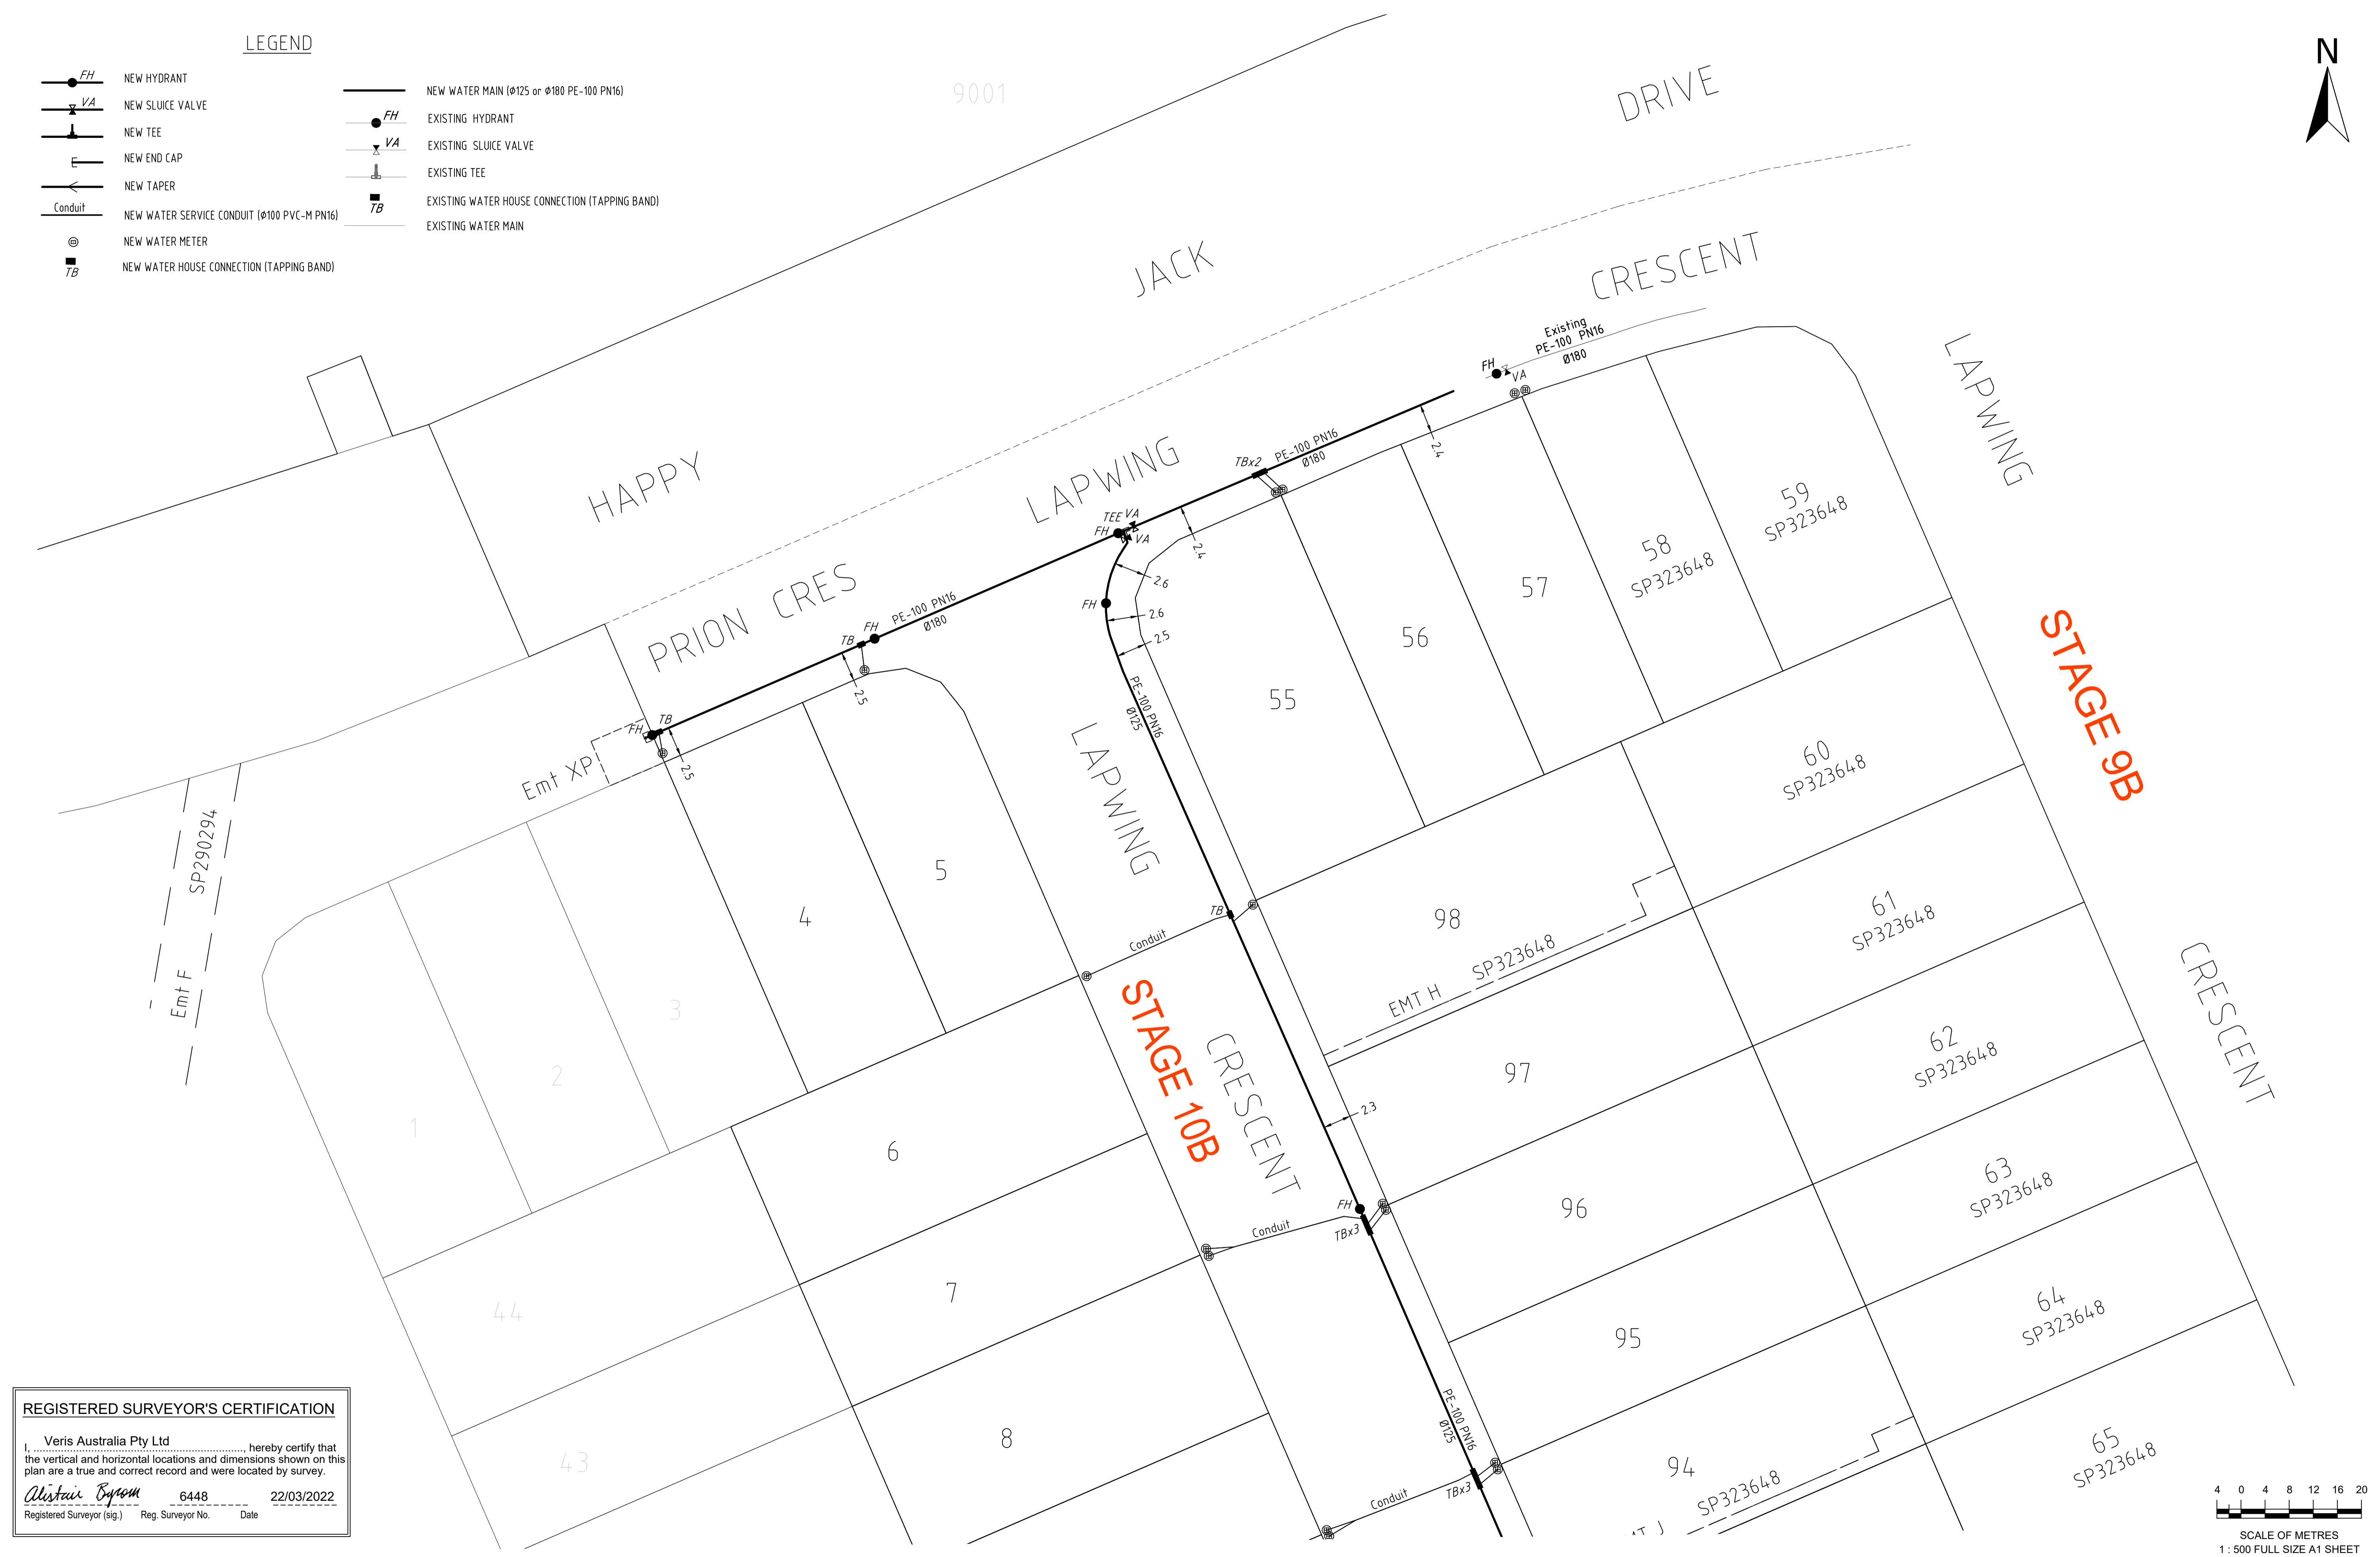 LEGEND
FH
NEW HYDRANT
VA
NEW SLUICE VALVE
NEW TEE
E
NEW END CAP
NEW TAPER
Conduit
NEW WATER SERVICE CONDUIT (Ø100 PVC-M PN16)
NEW WATER METER
TB
NEW WATER HOUSE CONNECTION (TAPPING BAND)
NEW WATER MAIN (Ø125 or Ø180 PE-100 PN16)
FH
EXISTING HYDRANT
VA
EXISTING SLUICE VALVE
EXISTING TEE
TB
EXISTING WATER HOUSE CONNECTION (TAPPING BAND)
EXISTING WATER MAIN
9001
N
HAPPY
JACK
DRIVE
PRION CRES
LAPWING
CRESCENT
LAPWING
CRESCENT
LAPWING
CRESCENT
Existing
PE-100 PN16
Ø180
FH
VA
2.4
TBx2
PE-100 PN16
Ø180
TEE
VA
FH
VA
2.4
2.6
FH
2.6
2.5
PE-100 PN16
Ø125
TB
FH
PE-100 PN16
Ø180
2.5
FH
TB
2.5
Emt XP
SP290294
Emt F
59
SP323648
58
SP323648
57
56
55
60
SP323648
61
SP323648
62
SP323648
63
SP323648
64
SP323648
65
SP323648
STAGE 9B
STAGE 10B
1
2
3
4
5
6
7
8
44
43
98
SP323648
EMT H
97
96
95
94
SP323648
TB
Conduit
2.3
FH
TBx3
Conduit
PE-100 PN16
Ø125
TBx3
Conduit
REGISTERED SURVEYOR'S CERTIFICATION
I, Veris Australia Pty Ltd, hereby certify that
the vertical and horizontal locations and dimensions shown on this
plan are a true and correct record and were located by survey.
Alistair Byrom 6448 22/03/2022
Registered Surveyor (sig.) Reg. Surveyor No. Date
4 0 4 8 12 16 20
SCALE OF METRES
1 : 500 FULL SIZE A1 SHEET